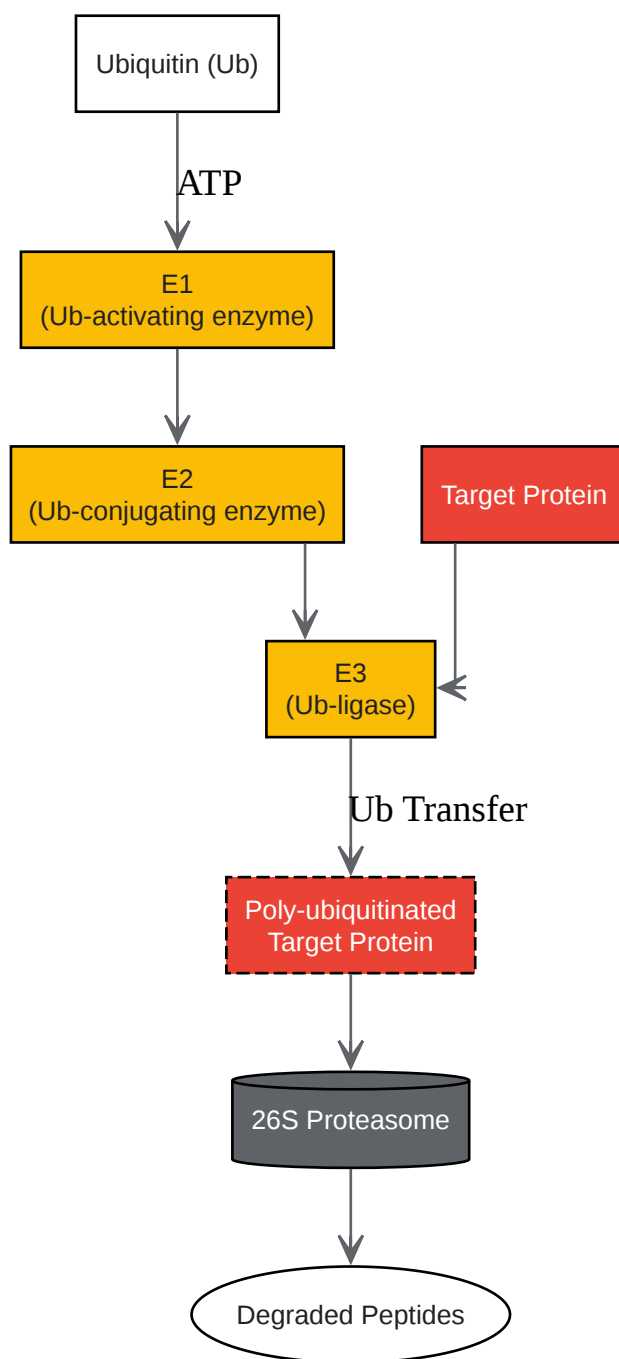 Ubiquitin (Ub)
ATP
E1
(Ub-activating enzyme)
E2
(Ub-conjugating enzyme)
Target Protein
E3
(Ub-ligase)
Ub Transfer
Poly-ubiquitinated
Target Protein
26S Proteasome
Degraded Peptides